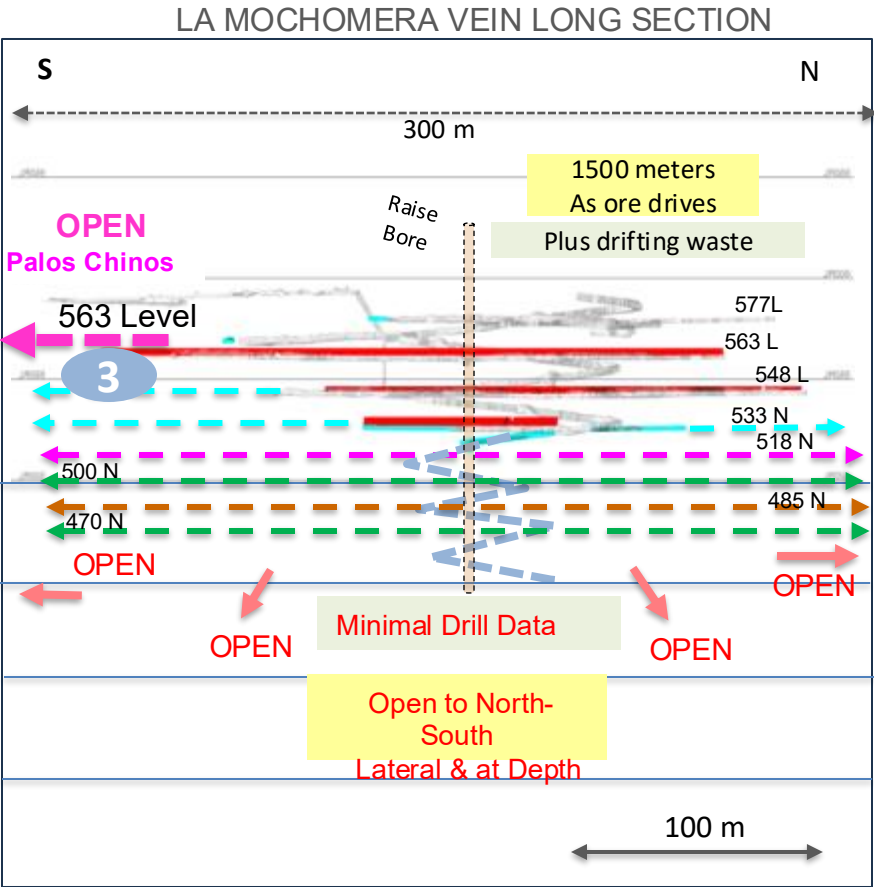 LA MOCHOMERA VEIN LONG SECTION
S
N
300 m
1500 meters
As ore drives
Raise
Bore
Plus drifting waste
OPEN
Palos Chinos
563 Level
577L
563 L
3
548 L
533 N
518 N
500 N
485 N
470 N
OPEN
OPEN
OPEN
OPEN
Minimal Drill Data
Open to North-
South
Lateral & at Depth
100 m